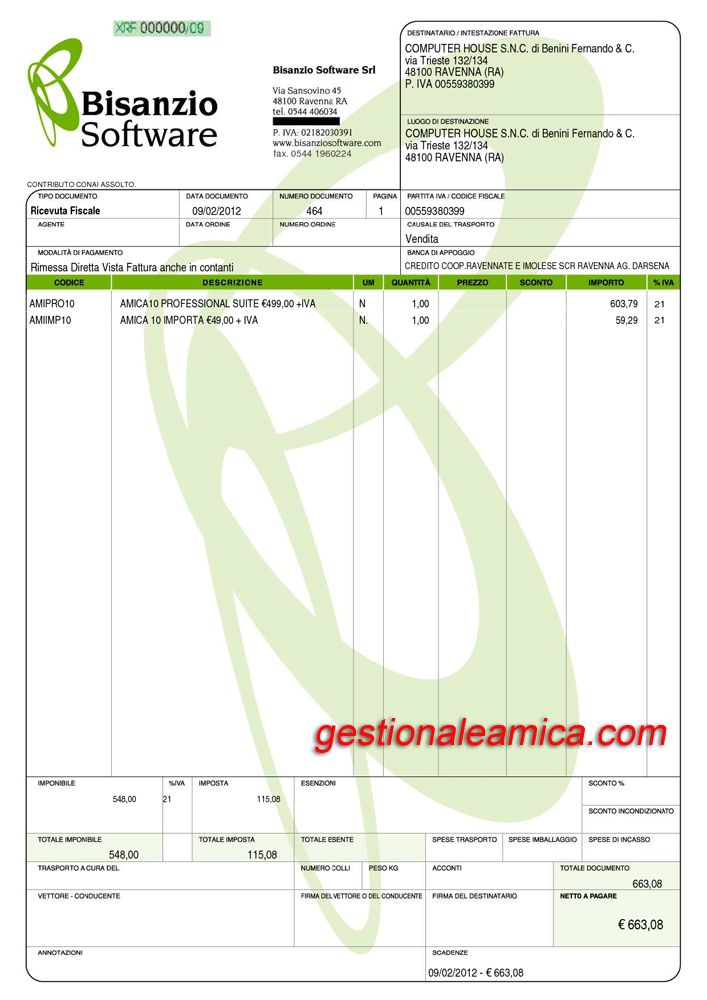 XRF 000000/09
Bisanzio
Software
Bisanzio Software Srl
Via Sansovino 45
48100 Ravenna RA
tel. 0544 406034
P. IVA: 02182030391
www.bisanziosoftware.com
fax. 0544 1960224
DESTINATARIO / INTESTAZIONE FATTURA
COMPUTER HOUSE S.N.C. di Benini Fernando & C.
via Trieste 132/134
48100 RAVENNA (RA)
P. IVA 00559380399
LUOGO DI DESTINAZIONE
COMPUTER HOUSE S.N.C. di Benini Fernando & C.
via Trieste 132/134
48100 RAVENNA (RA)
CONTRIBUTO CONAI ASSOLTO.
TIPO DOCUMENTO DATA DOCUMENTO NUMERO DOCUMENTO PAGINA PARTITA IVA / CODICE FISCALE
Ricevuta Fiscale 09/02/2012 464 1 00559380399
AGENTE DATA ORDINE NUMERO ORDINE CAUSALE DEL TRASPORTO
Vendita
MODALITÀ DI PAGAMENTO BANCA DI APPOGGIO
Rimessa Diretta Vista Fattura anche in contanti CREDITO COOP.RAVENNATE E IMOLESE SCR RAVENNA AG. DARSENA
CODICE DESCRIZIONE UM QUANTITÀ PREZZO SCONTO IMPORTO % IVA
AMIPRO10 AMICA10 PROFESSIONAL SUITE €499,00 +IVA N 1,00 603,79 21
AMIIMP10 AMICA 10 IMPORTA €49,00 + IVA N. 1,00 59,29 21
gestionaleamica.com
IMPONIBILE %IVA IMPOSTA ESENZIONI SCONTO %
548,00 21 115,08
SCONTO INCONDIZIONATO
TOTALE IMPONIBILE TOTALE IMPOSTA TOTALE ESENTE SPESE TRASPORTO SPESE IMBALLAGGIO SPESE DI INCASSO
548,00 115,08
TRASPORTO A CURA DEL NUMERO COLLI PESO KG ACCONTI TOTALE DOCUMENTO
663,08
VETTORE - CONDUCENTE FIRMA DEL VETTORE O DEL CONDUCENTE FIRMA DEL DESTINATARIO NETTO A PAGARE
€ 663,08
ANNOTAZIONI SCADENZE
09/02/2012 - € 663,08